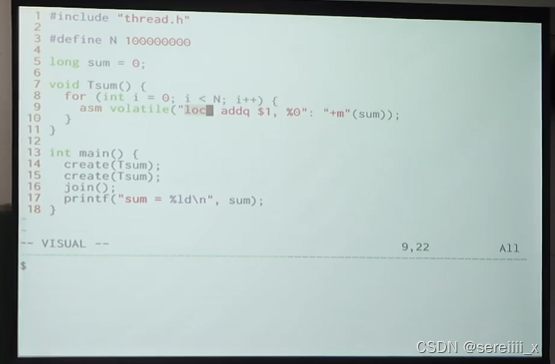 1 #include "thread.h"
2
3 #define N 100000000
4
5 long sum = 0;
6
7 void Tsum() {
8   for (int i = 0; i < N; i++) {
9     asm volatile("lock addq $1, %0": "+m"(sum));
10   }
11 }
12
13 int main() {
14   create(Tsum);
15   create(Tsum);
16   join();
17   printf("sum = %ld\n", sum);
18 }
~
~
-- VISUAL --                9,22        All
$
CSDN @sereiiii_x